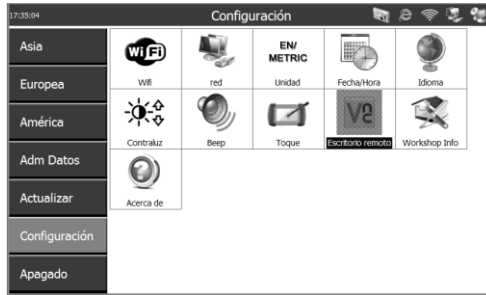 17:35:04 Configuración
Asia
Europea
América
Adm Datos
Actualizar
Configuración
Apagado
WiFi
EN/
METRIC
Wifi red Unidad Fecha/Hora Idioma
Contraluz Beep Toque Escritorio remoto Workshop Info
Acerca de